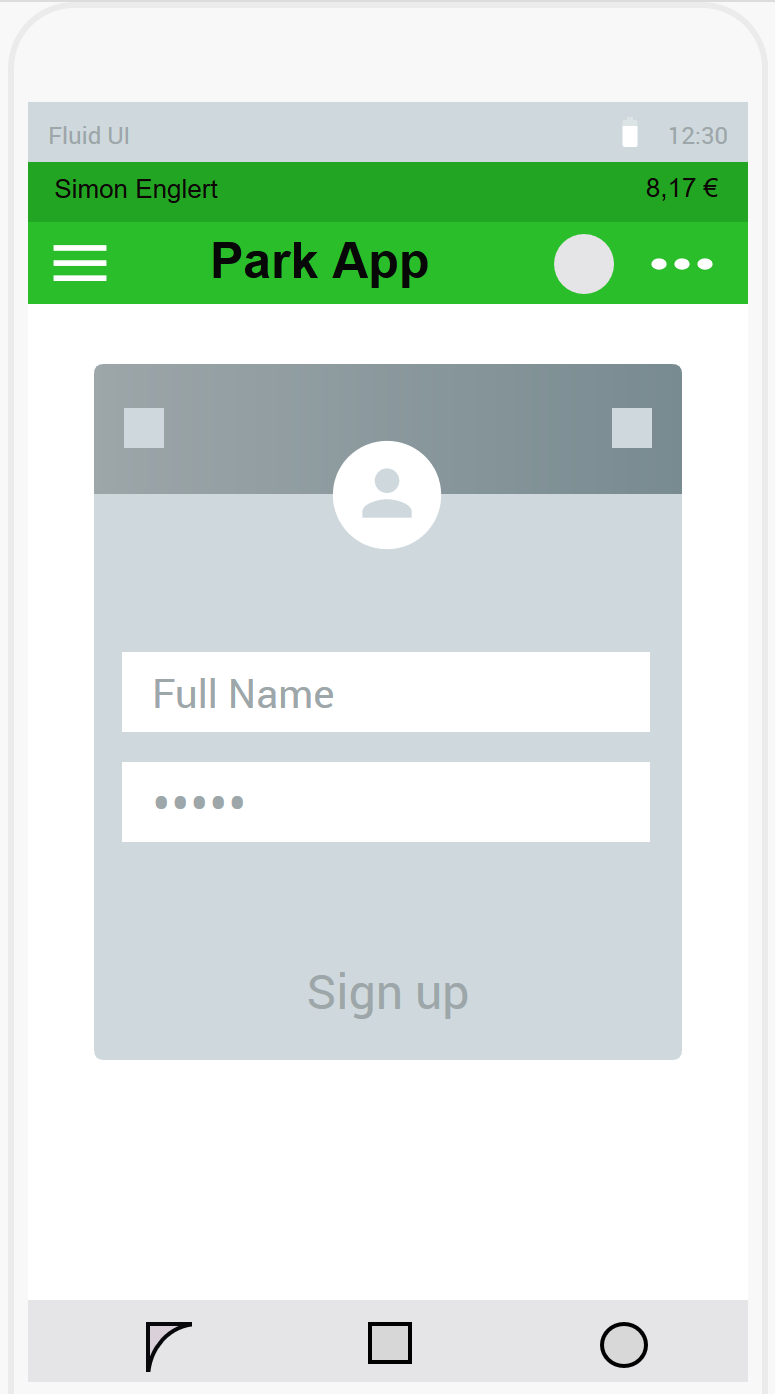 Fluid UI 12:30
Simon Englert 8,17 €
Park App
Full Name
•••••
Sign up